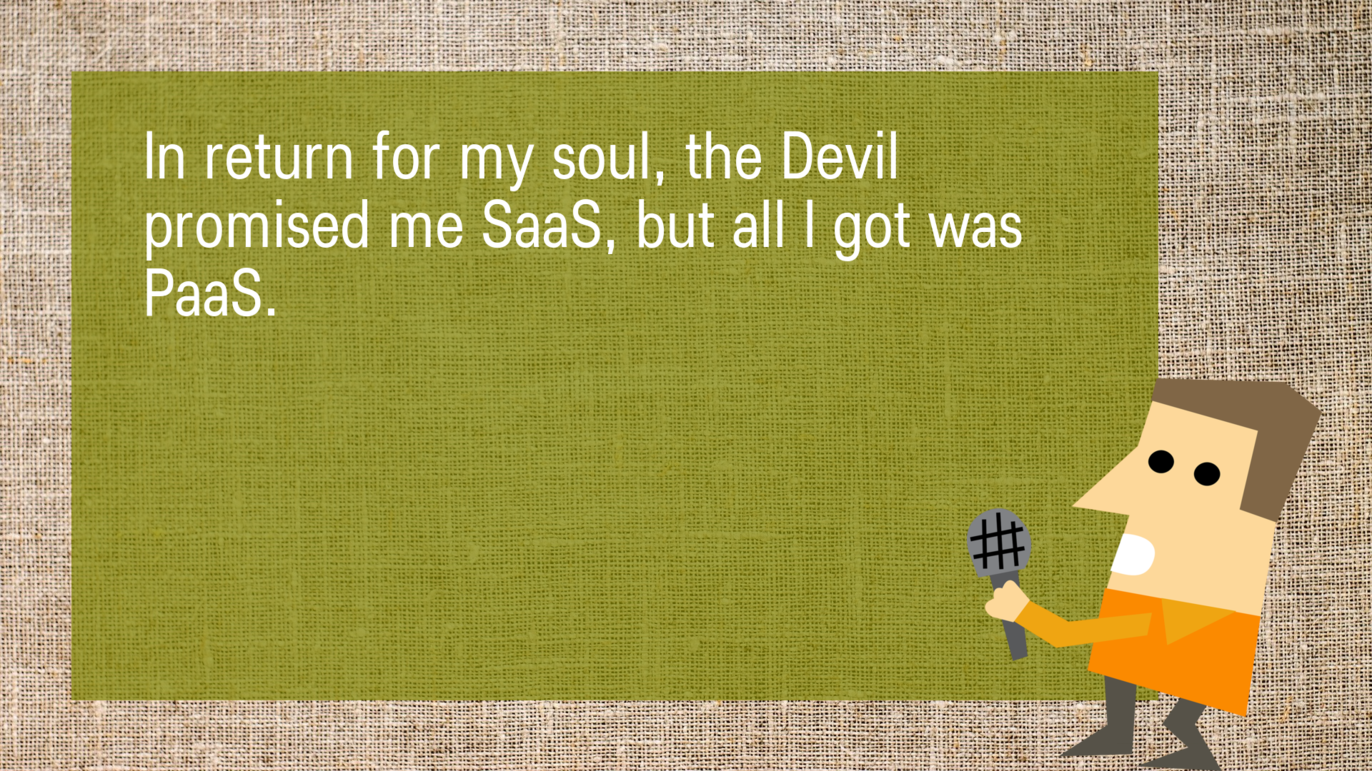 In return for my soul, the Devil
promised me SaaS, but all I got was
PaaS.